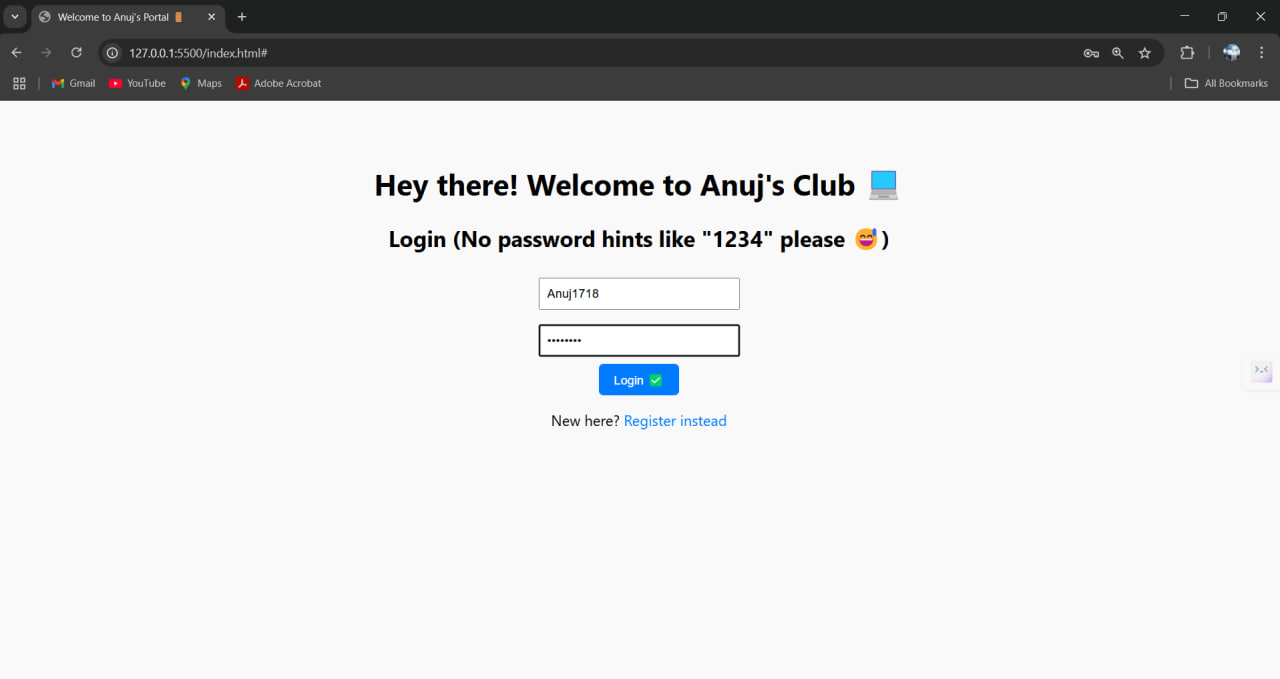 Welcome to Anuj's Portal 🚪
127.0.0.1:5500/index.html#
Gmail YouTube Maps Adobe Acrobat All Bookmarks
Hey there! Welcome to Anuj's Club 💻
Login (No password hints like "1234" please 😅)
Anuj1718
••••••••
Login ✅
New here? Register instead